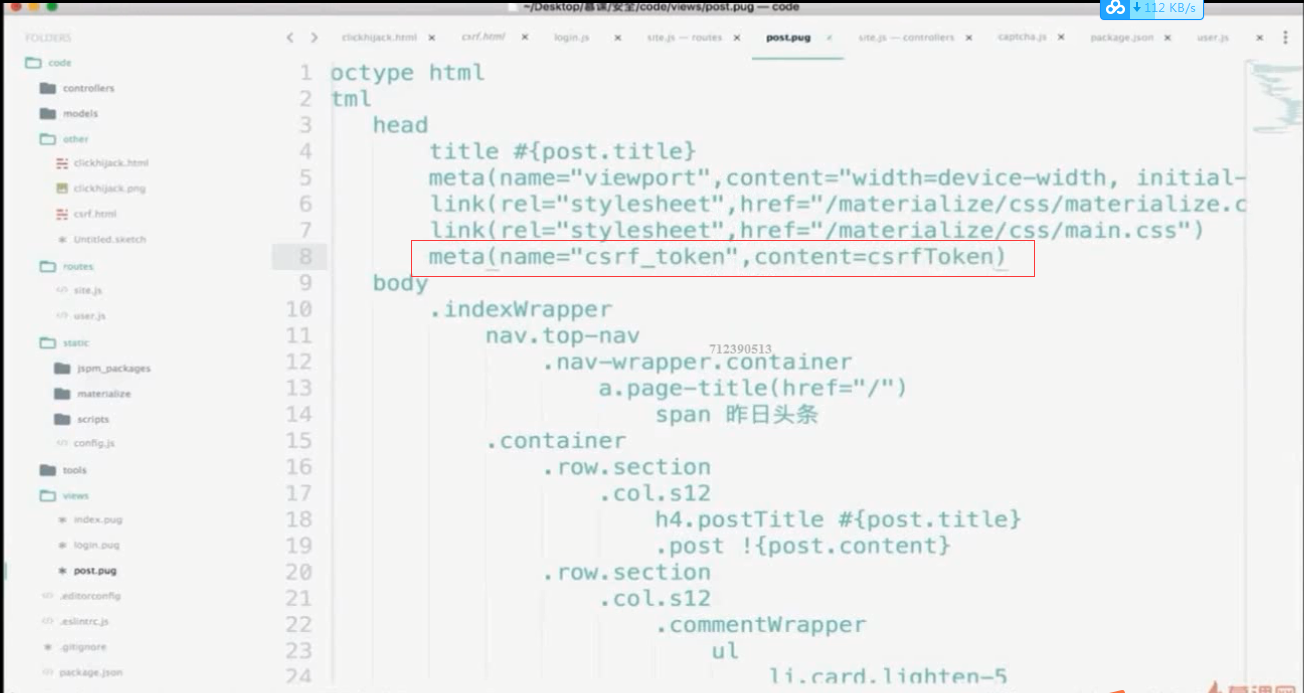 ~/Desktop/慕课/安全/code/views/post.pug — code
112 KB/s
FOLDERS
clickhijack.html
csrf.html
login.js
site.js — routes
post.pug
site.js — controllers
captcha.js
package.json
user.js
code
controllers
models
other
clickhijack.html
clickhijack.png
csrf.html
Untitled.sketch
routes
site.js
user.js
static
jspm_packages
materialize
scripts
config.js
tools
views
index.pug
login.pug
post.pug
.editorconfig
.eslintrc.js
.gitignore
package.json
1 octype html
2 tml
3 head
4 title #{post.title}
5 meta(name="viewport",content="width=device-width, initial-
6 link(rel="stylesheet",href="/materialize/css/materialize.c
7 link(rel="stylesheet",href="/materialize/css/main.css")
8 meta(name="csrf_token",content=csrfToken)
9 body
10 .indexWrapper
11 nav.top-nav
712390513
12 .nav-wrapper.container
13 a.page-title(href="/")
14 span 昨日头条
15 .container
16 .row.section
17 .col.s12
18 h4.postTitle #{post.title}
19 .post !{post.content}
20 .row.section
21 .col.s12
22 .commentWrapper
23 ul
24 li.card.lighten-5